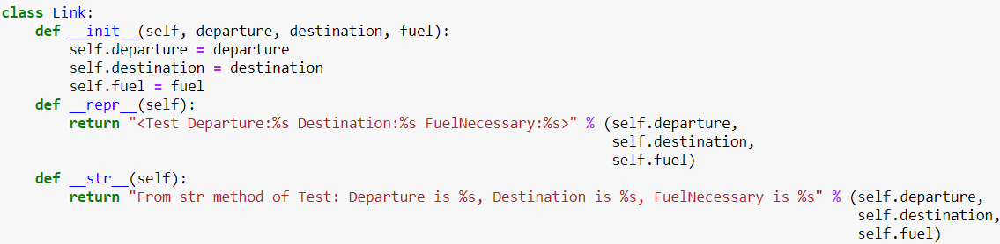 class Link:
    def __init__(self, departure, destination, fuel):
        self.departure = departure
        self.destination = destination
        self.fuel = fuel
    def __repr__(self):
        return "<Test Departure:%s Destination:%s FuelNecessary:%s>" % (self.departure,
                                                                        self.destination,
                                                                        self.fuel)
    def __str__(self):
        return "From str method of Test: Departure is %s, Destination is %s, FuelNecessary is %s" % (self.departure,
                                                                                                     self.destination,
                                                                                                     self.fuel)